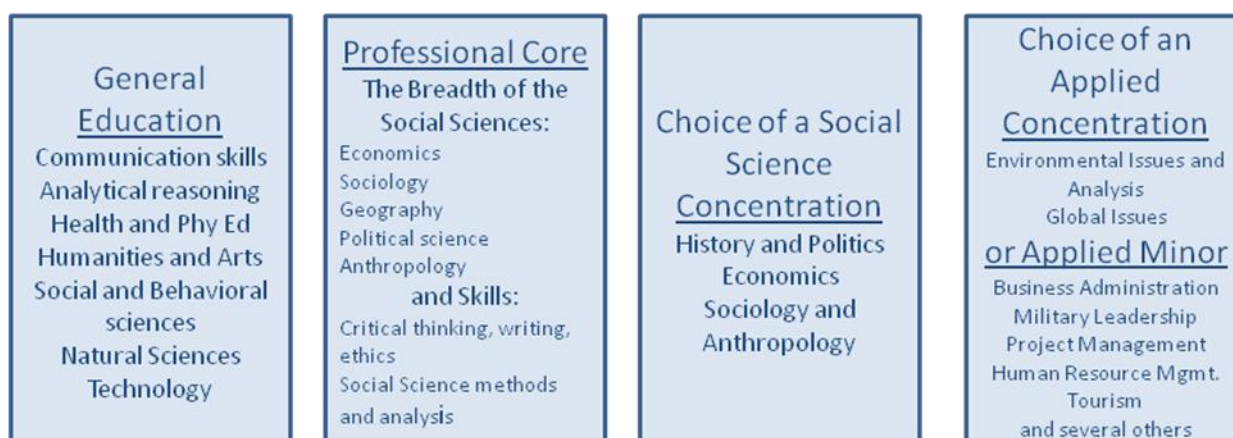 General
Education
Communication skills
Analytical reasoning
Health and Phy Ed
Humanities and Arts
Social and Behavioral
sciences
Natural Sciences
Technology
Professional Core
The Breadth of the
Social Sciences:
Economics
Sociology
Geography
Political science
Anthropology
and Skills:
Critical thinking, writing,
ethics
Social Science methods
and analysis
Choice of a Social
Science
Concentration
History and Politics
Economics
Sociology and
Anthropology
Choice of an
Applied
Concentration
Environmental Issues and
Analysis
Global Issues
or Applied Minor
Business Administration
Military Leadership
Project Management
Human Resource Mgmt.
Tourism
and several others